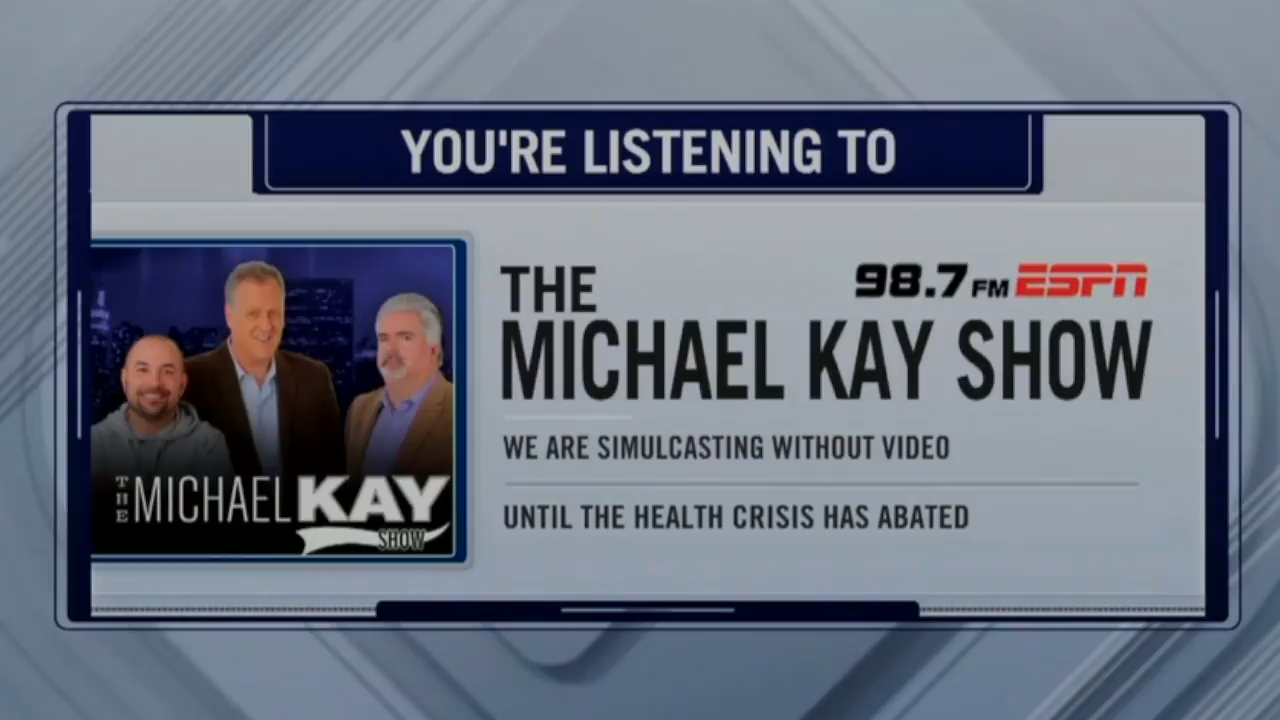 YOU'RE LISTENING TO
98.7 FM ESPN
THE
MICHAEL KAY SHOW
WE ARE SIMULCASTING WITHOUT VIDEO
UNTIL THE HEALTH CRISIS HAS ABATED
THE MICHAEL KAY
SHOW